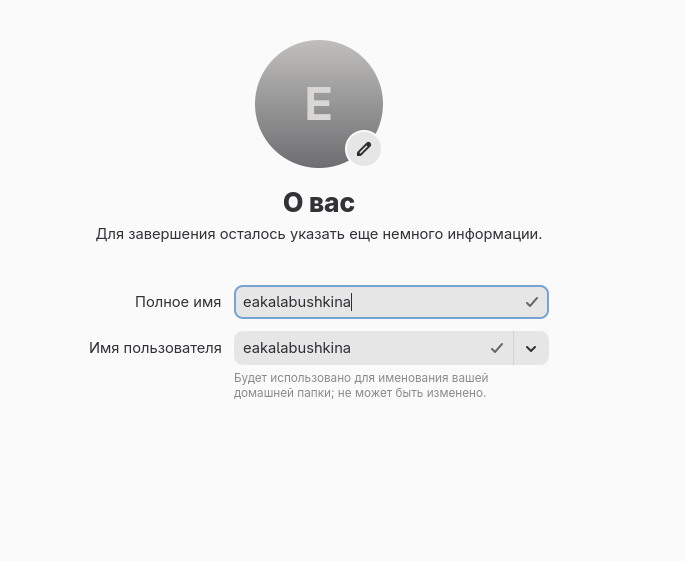 E
О вас
Для завершения осталось указать еще немного информации.
Полное имя eakalabushkina
Имя пользователя eakalabushkina
Будет использовано для именования вашей
домашней папки; не может быть изменено.